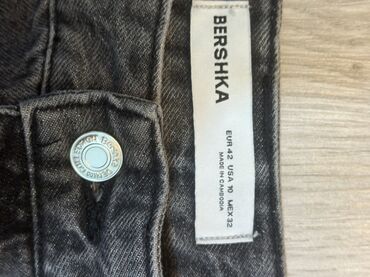 BERSHKA
EUR 42 USA 10 MEX 32
MADE IN CAMBODIA